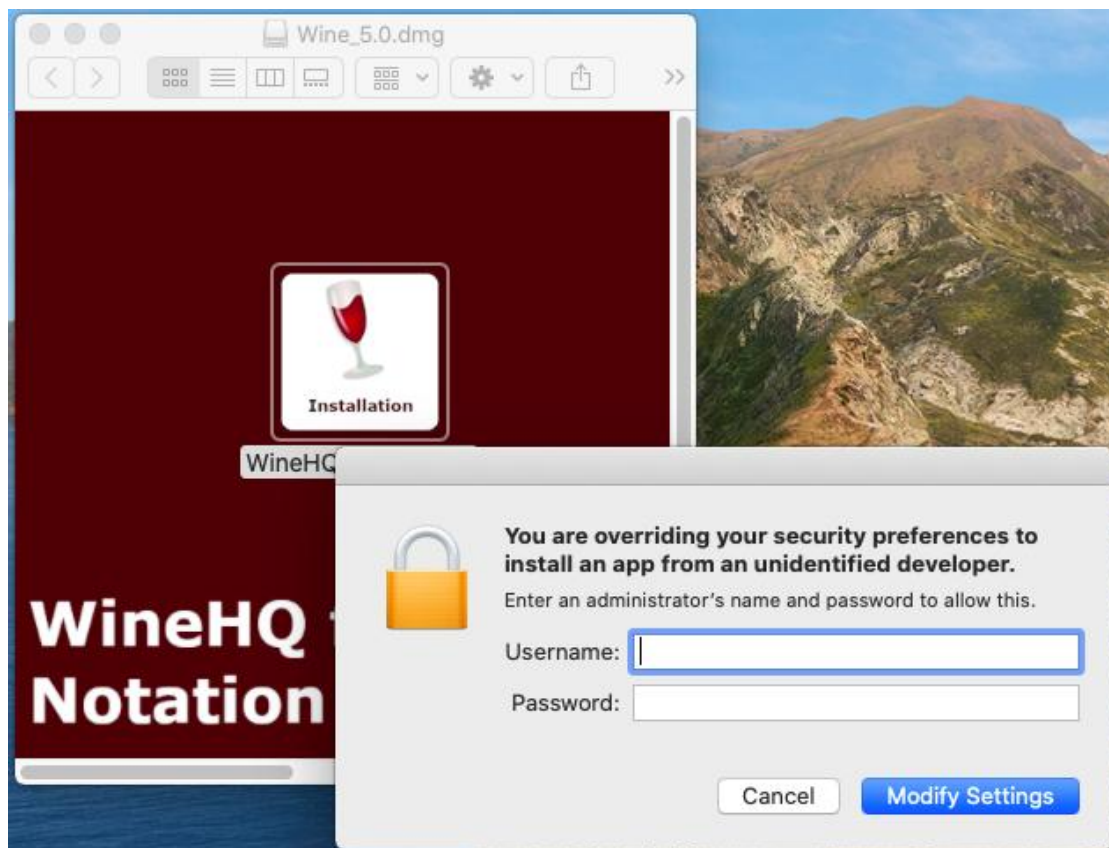 Wine_5.0.dmg
Installation
WineHQ
WineHQ
Notation
You are overriding your security preferences to
install an app from an unidentified developer.
Enter an administrator's name and password to allow this.
Username:
Password:
Cancel
Modify Settings